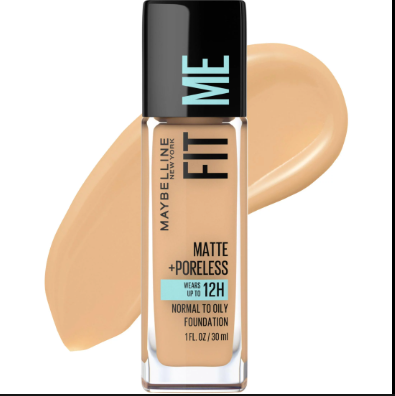 FIT ME
MAYBELLINE
NEW YORK
MATTE
+PORELESS
WEARS
UP TO 12H
NORMAL TO OILY
FOUNDATION
1 FL. OZ / 30 ml